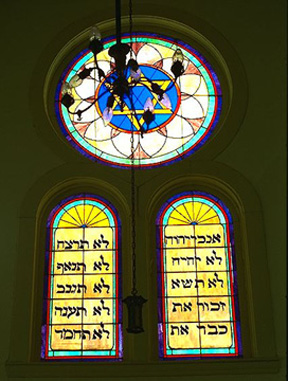 אנכי יהוה
לא יהיה
לא תשא
זכור את
כבד את
לא תרצח
לא תנאף
לא תגנב
לא תענה
לא תחמד